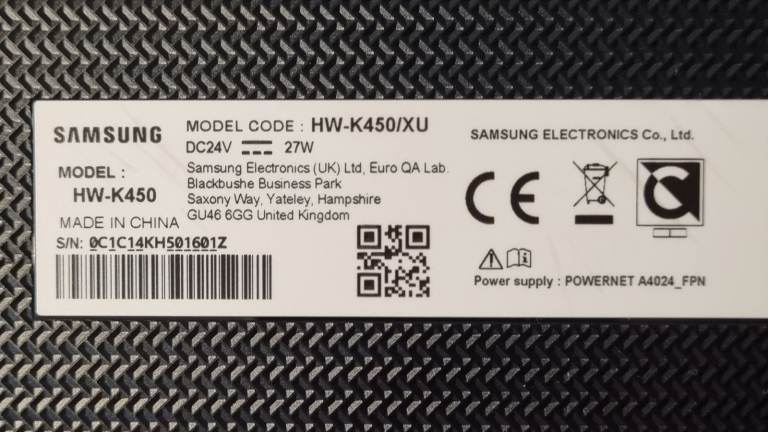 SAMSUNG
MODEL :
HW-K450
MADE IN CHINA
S/N: 0C1C14KH501601Z
MODEL CODE : HW-K450/XU
DC24V 27W
Samsung Electronics (UK) Ltd, Euro QA Lab.
Blackbushe Business Park
Saxony Way, Yateley, Hampshire
GU46 6GG United Kingdom
SAMSUNG ELECTRONICS Co., Ltd.
CE
Power supply : POWERNET A4024_FPN